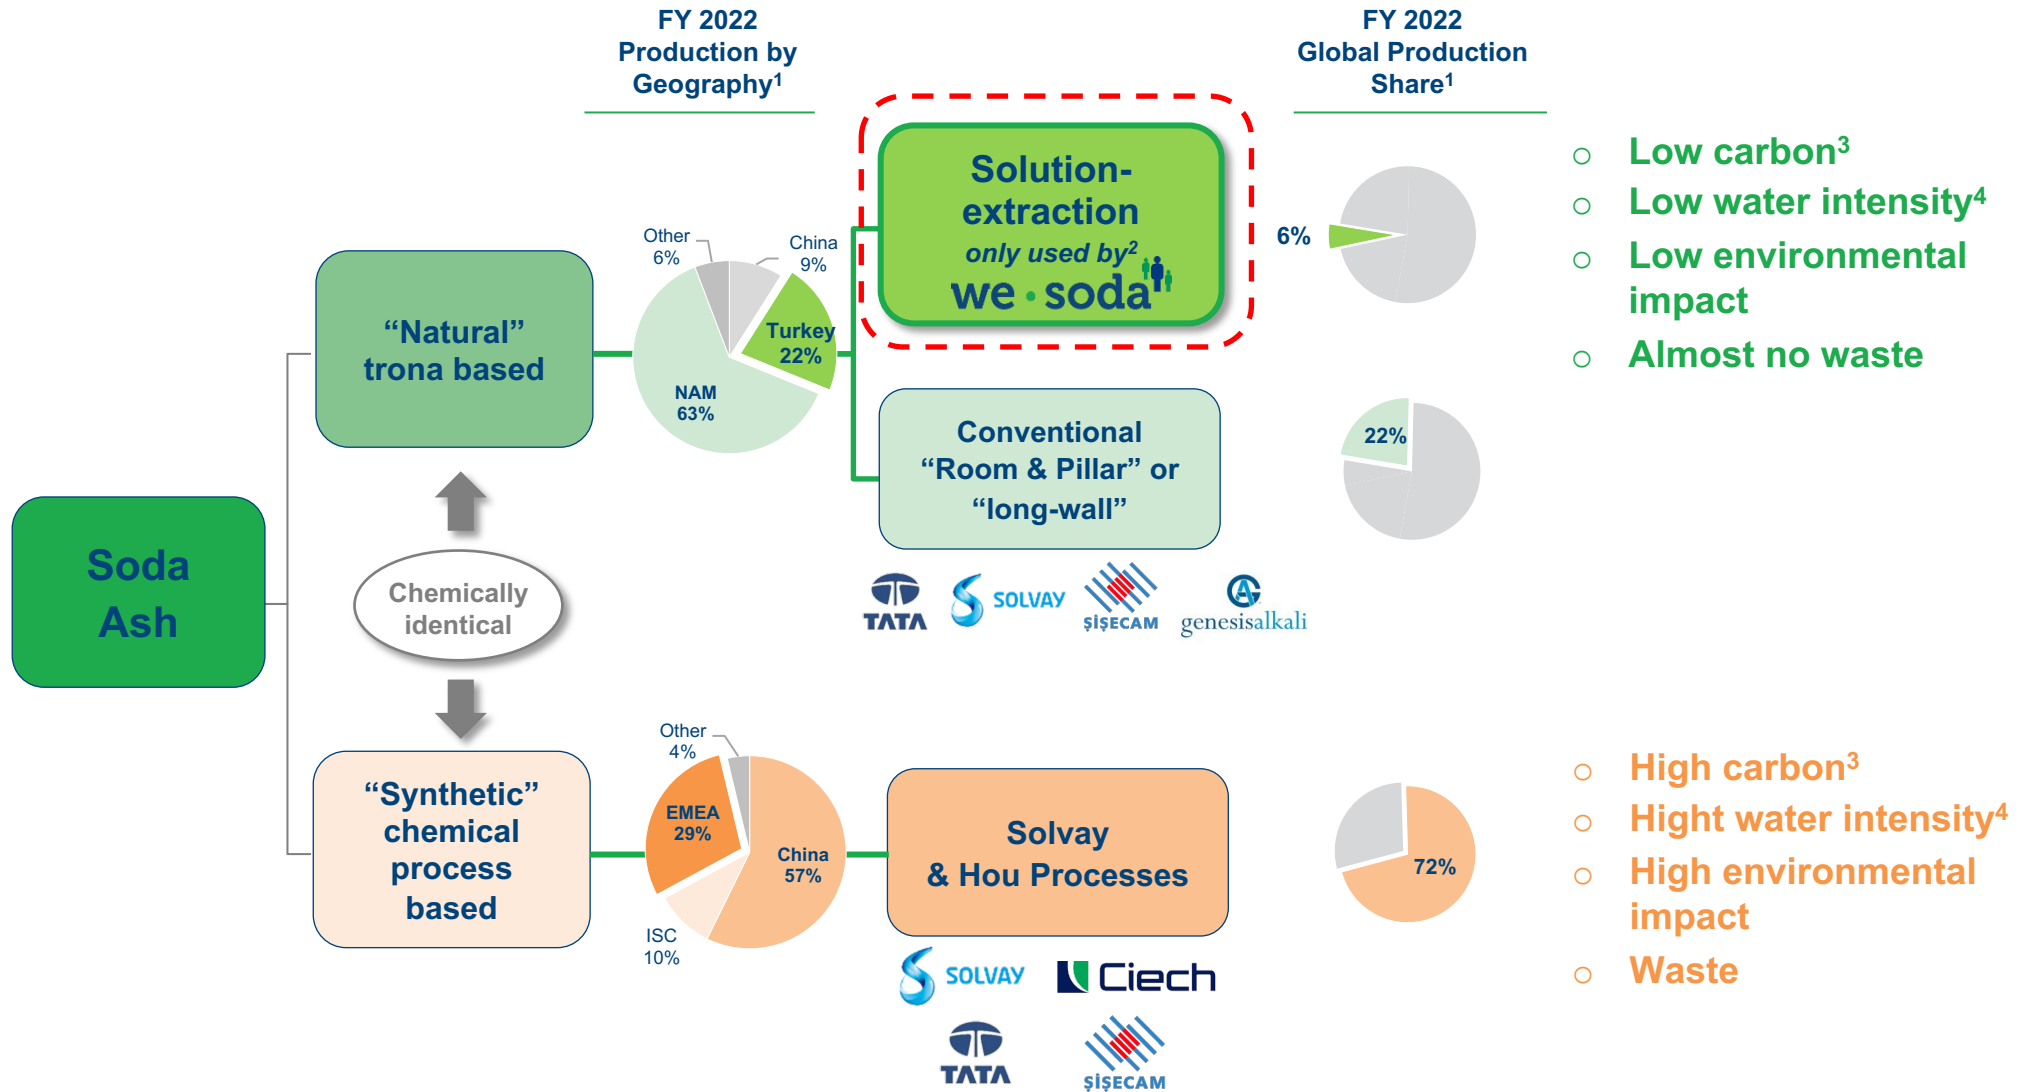 FY 2022
Production by
Geography¹
FY 2022
Global Production
Share¹
Solution-
extraction
only used by²
we·soda
6%
○ Low carbon³
○ Low water intensity⁴
○ Low environmental
impact
○ Almost no waste
"Natural"
trona based
Other
6%
China
9%
Turkey
22%
NAM
63%
Conventional
"Room & Pillar" or
"long-wall"
22%
TATA
SOLVAY
ŞİŞECAM
GA
genesisalkali
Soda
Ash
Chemically
identical
"Synthetic"
chemical
process
based
Other
4%
EMEA
29%
China
57%
ISC
10%
Solvay
& Hou Processes
72%
○ High carbon³
○ Hight water intensity⁴
○ High environmental
impact
○ Waste
SOLVAY
Ciech
TATA
ŞİŞECAM